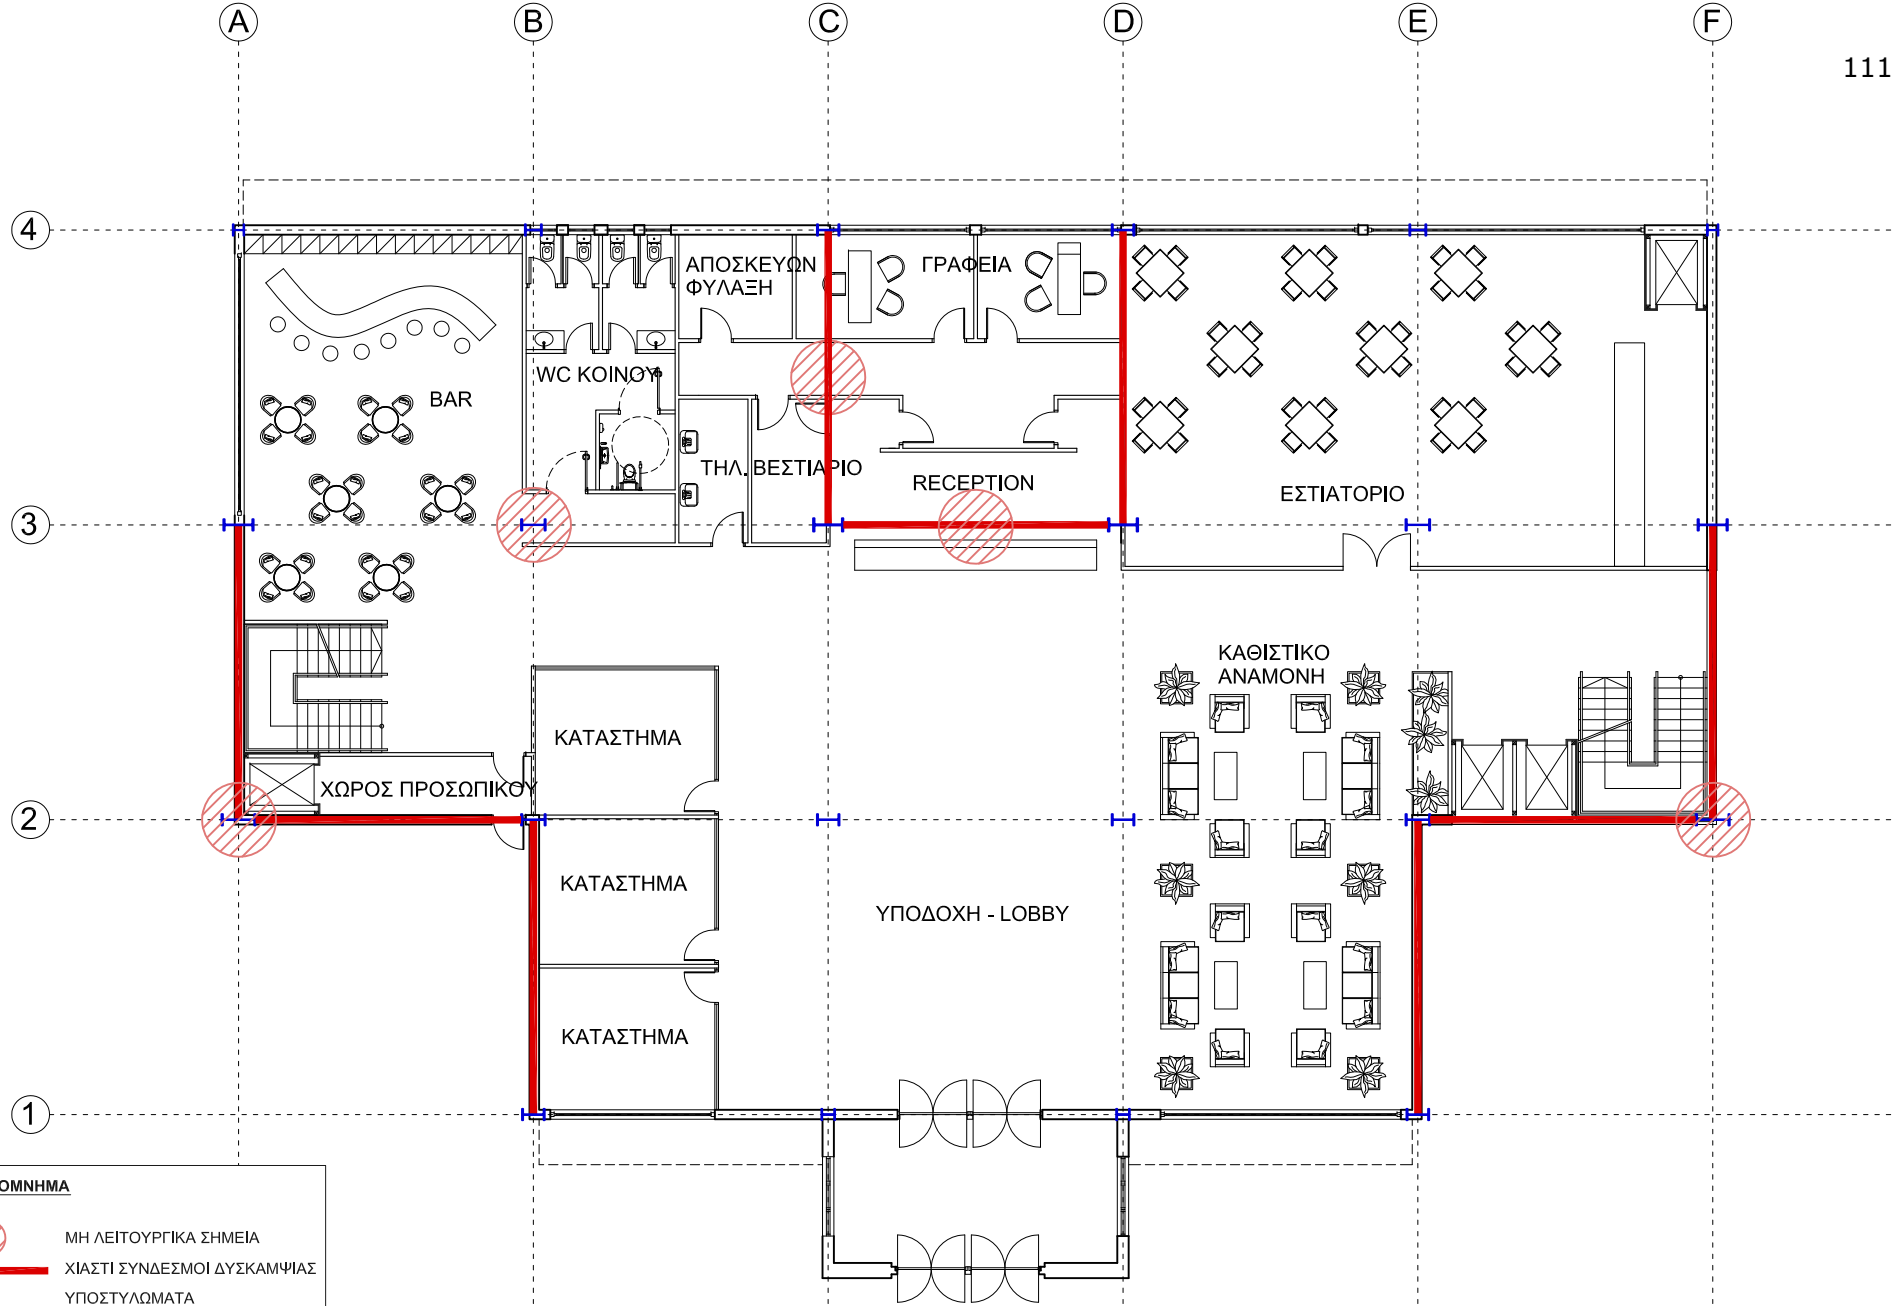 A B C D E F
111
4
ΑΠΟΣΚΕΥΩΝ
ΦΥΛΑΞΗ
ΓΡΑΦΕΙΑ
WC ΚΟΙΝΟΥ
BAR
ΤΗΛ. ΒΕΣΤΙΑΡΙΟ
RECEPTION
ΕΣΤΙΑΤΟΡΙΟ
3
ΚΑΘΙΣΤΙΚΟ
ΑΝΑΜΟΝΗ
ΚΑΤΑΣΤΗΜΑ
ΧΩΡΟΣ ΠΡΟΣΩΠΙΚΟΥ
2
ΚΑΤΑΣΤΗΜΑ
ΥΠΟΔΟΧΗ - LOBBY
ΚΑΤΑΣΤΗΜΑ
1
ΟΜΝΗΜΑ
ΜΗ ΛΕΙΤΟΥΡΓΙΚΑ ΣΗΜΕΙΑ
ΧΙΑΣΤΙ ΣΥΝΔΕΣΜΟΙ ΔΥΣΚΑΜΨΙΑΣ
ΥΠΟΣΤΥΛΩΜΑΤΑ